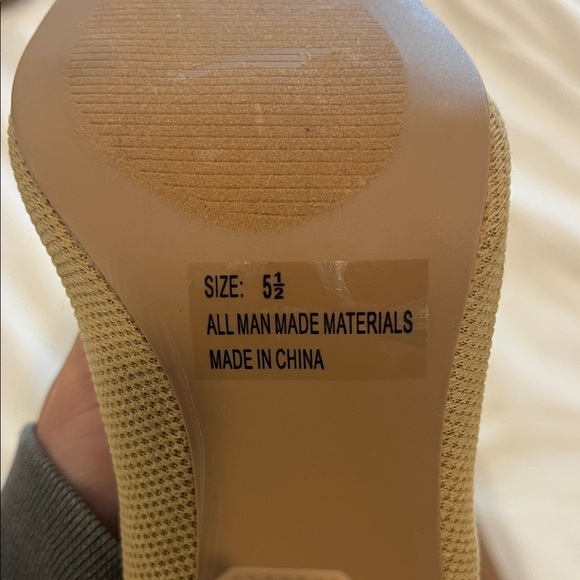 SIZE: 5½
ALL MAN MADE MATERIALS
MADE IN CHINA